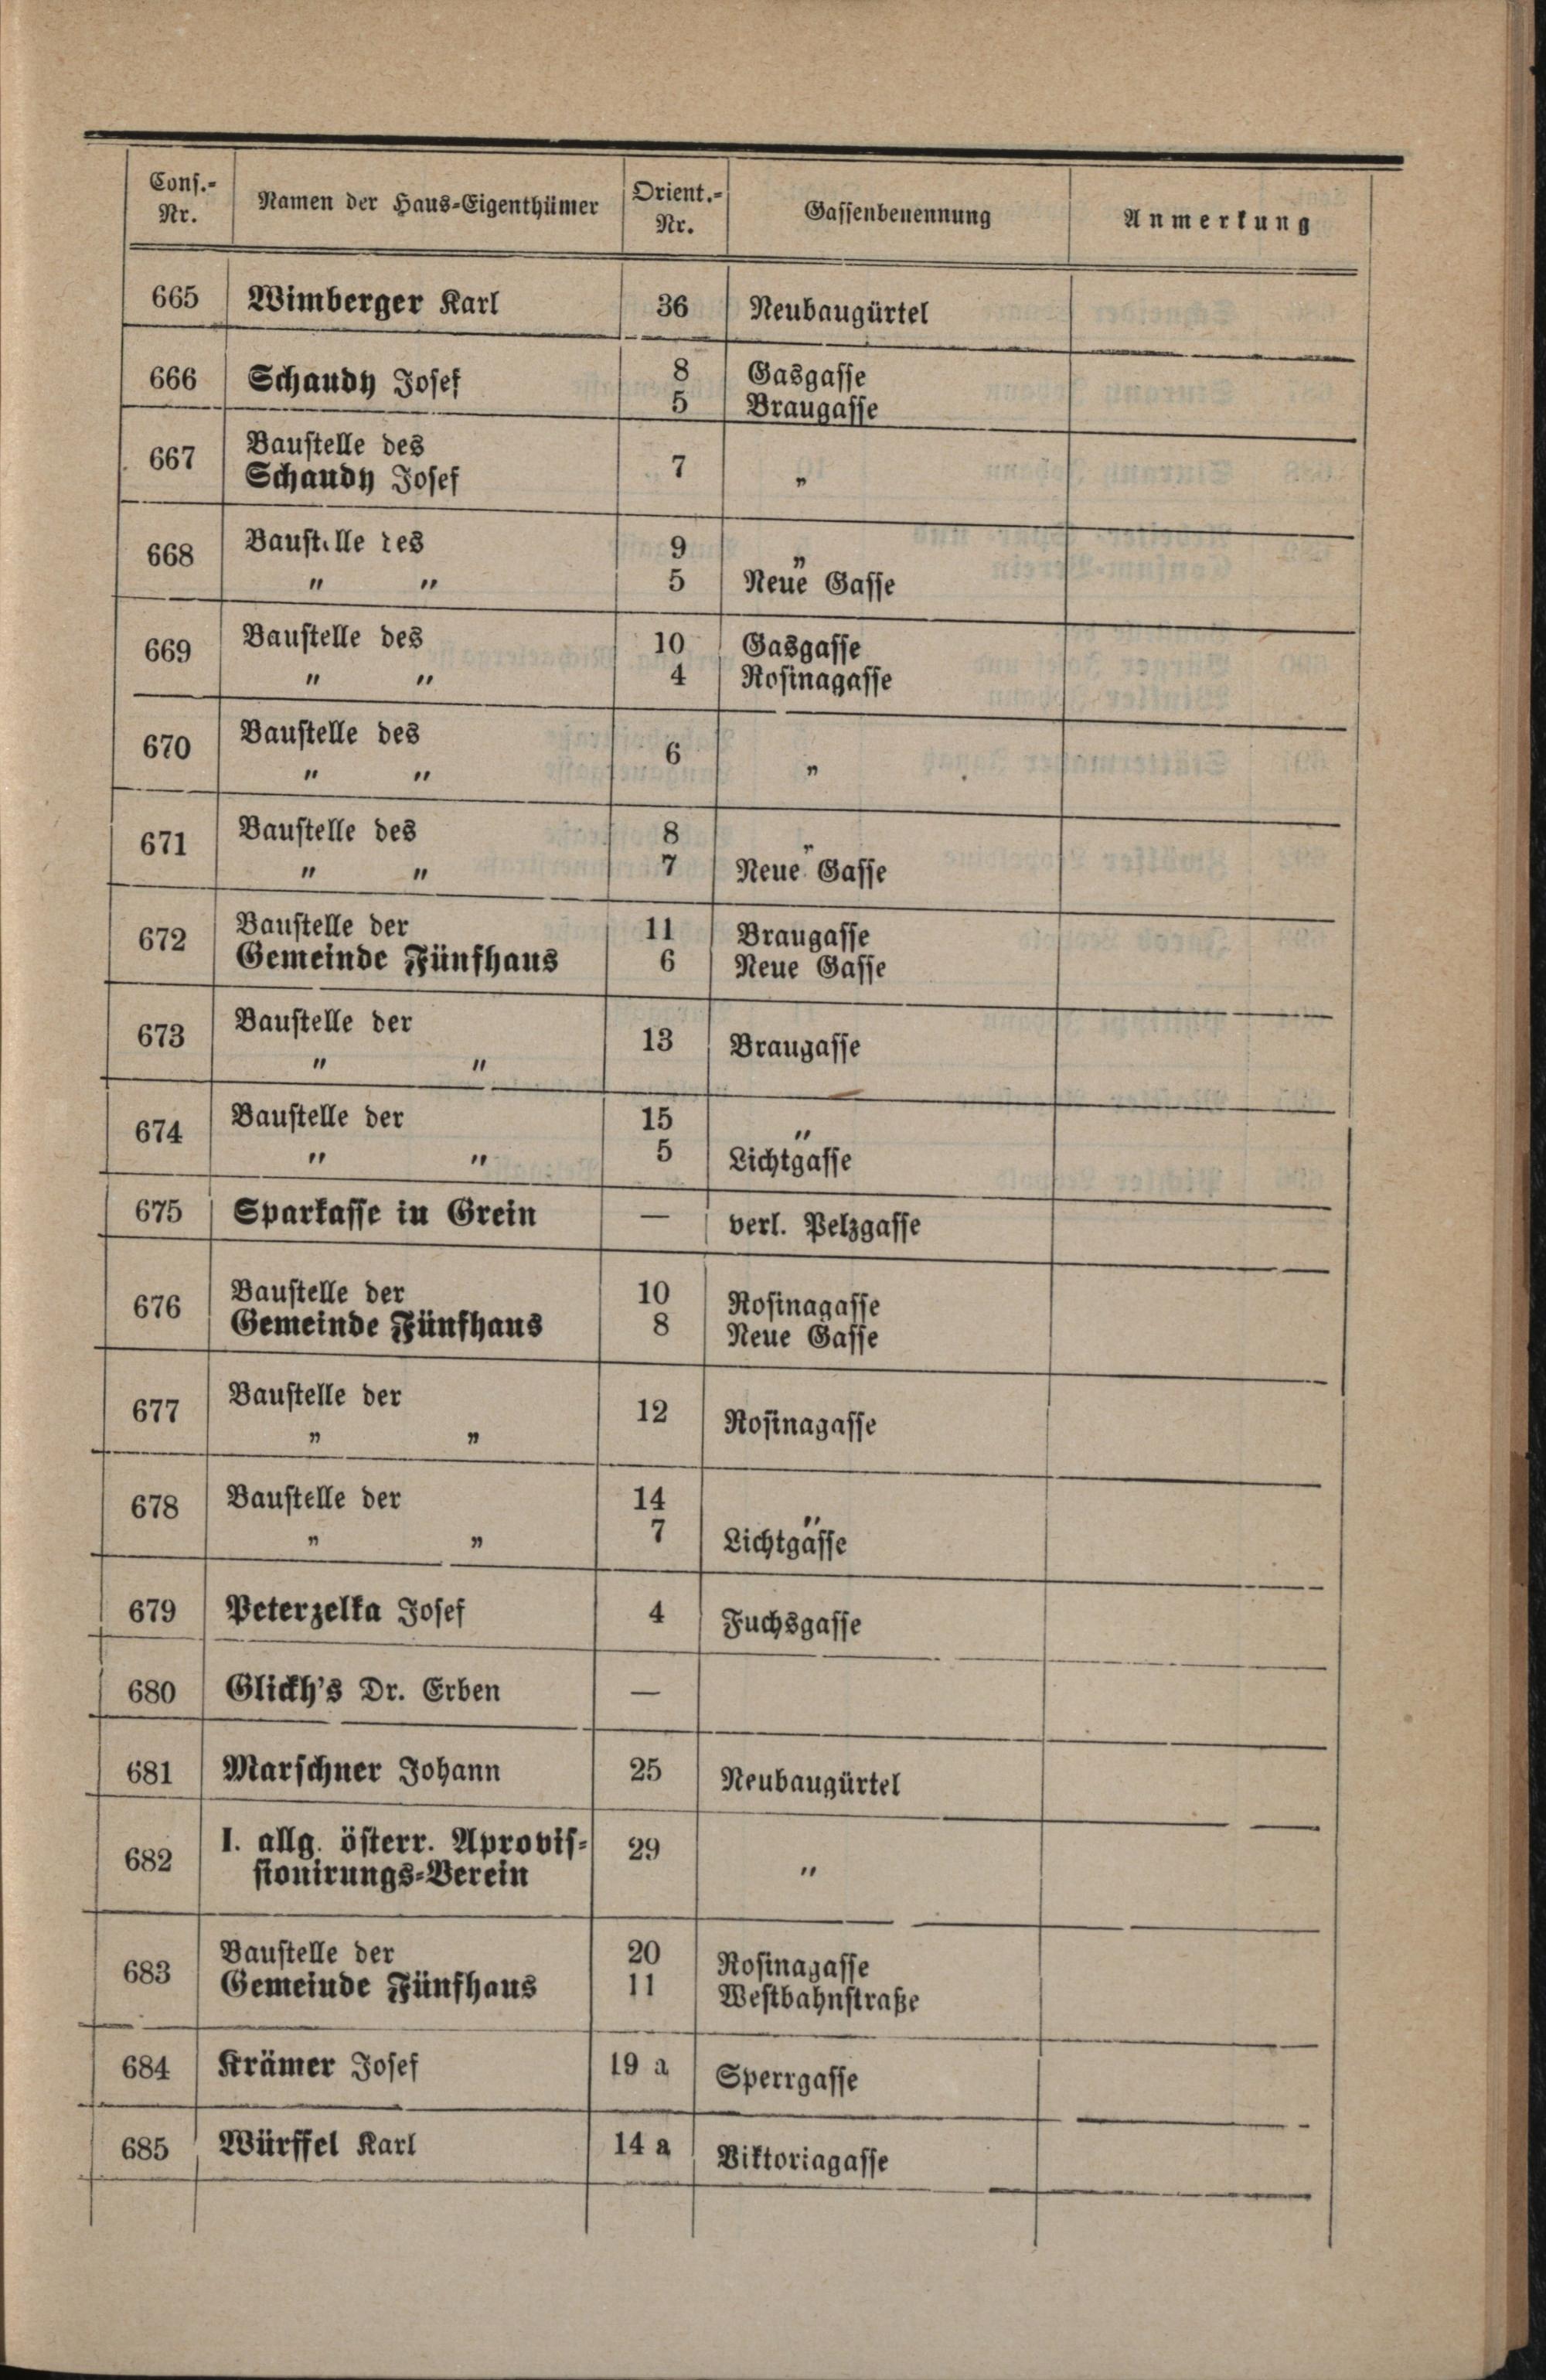 Cons.-Nr. Namen der Haus-Eigenthümer Orient.-Nr. Gassenbenennung Anmerkung
665 Wimberger Karl 36 Neubaugürtel
666 Schaudy Josef 8 Gasgasse
5 Braugasse
667 Baustelle des
Schaudy Josef 7 „
668 Baust.lle des 9 „
" " 5 Neue Gasse
669 Baustelle des 10 Gasgasse
" " 4 Rosinagasse
670 Baustelle des
" " 6 „
671 Baustelle des 8 „
" " 7 Neue Gasse
672 Baustelle der 11 Braugasse
Gemeinde Fünfhaus 6 Neue Gasse
673 Baustelle der
" " 13 Braugasse
674 Baustelle der 15 "
" " 5 Lichtgasse
675 Sparkasse in Grein — verl. Pelzgasse
676 Baustelle der 10 Rosinagasse
Gemeinde Fünfhaus 8 Neue Gasse
677 Baustelle der
„ „ 12 Rosinagasse
678 Baustelle der 14 "
„ „ 7 Lichtgasse
679 Peterzelka Josef 4 Fuchsgasse
680 Glickh's Dr. Erben —
681 Marschner Johann 25 Neubaugürtel
682 I. allg. österr. Aprovis-
sionirungs-Verein 29 "
683 Baustelle der 20 Rosinagasse
Gemeinde Fünfhaus 11 Westbahnstraße
684 Krämer Josef 19 a Sperrgasse
685 Würffel Karl 14 a Viktoriagasse